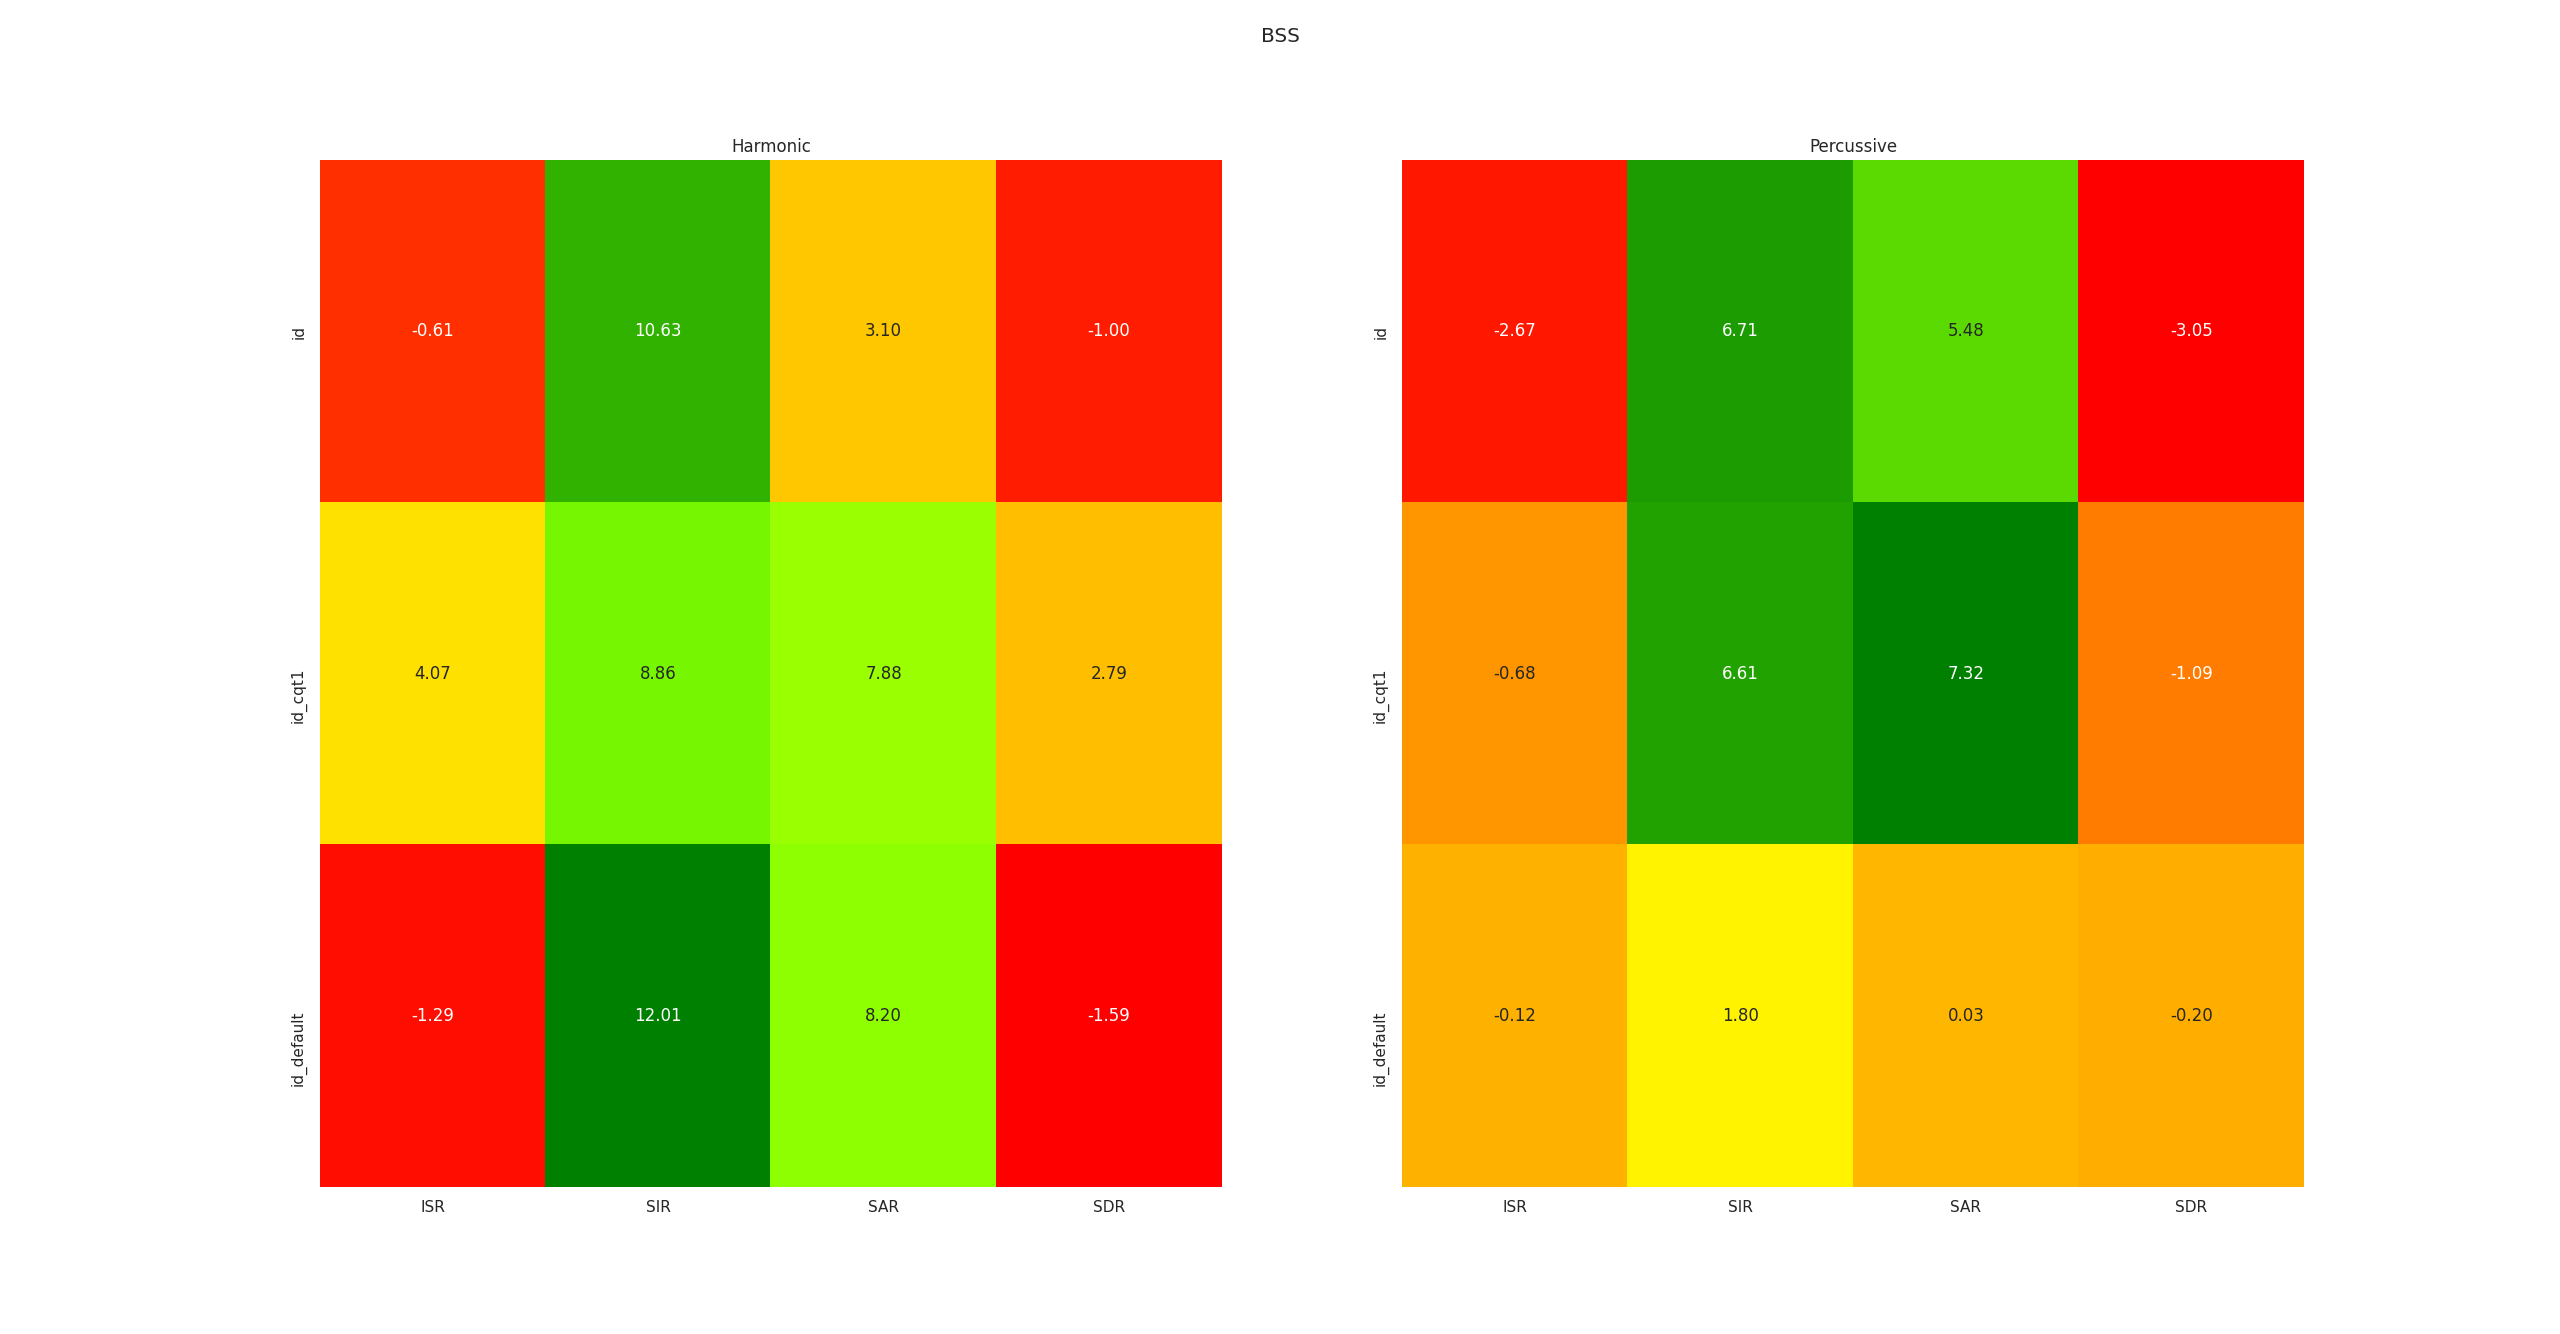 BSS
Harmonic
id
-0.61 10.63 3.10 -1.00
id_cqt1
4.07 8.86 7.88 2.79
id_default
-1.29 12.01 8.20 -1.59
ISR SIR SAR SDR
Percussive
id
-2.67 6.71 5.48 -3.05
id_cqt1
-0.68 6.61 7.32 -1.09
id_default
-0.12 1.80 0.03 -0.20
ISR SIR SAR SDR